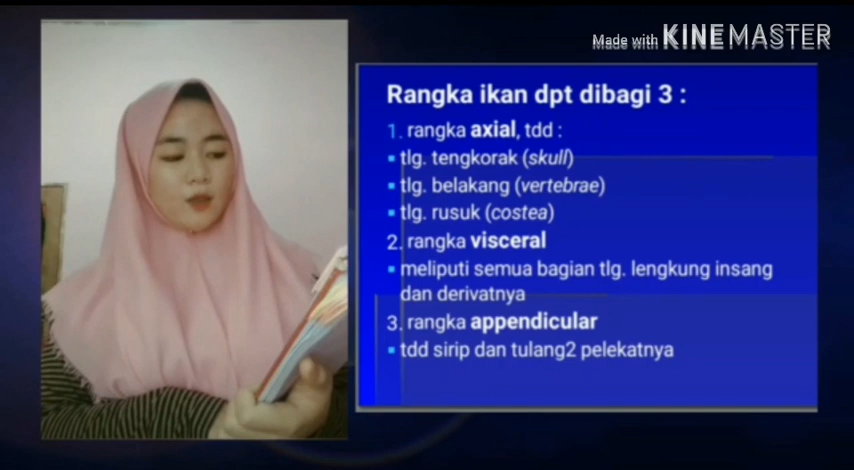 Made with KINEMASTER
Rangka ikan dpt dibagi 3 :
1. rangka axial, tdd :
▪ tlg. tengkorak (skull)
▪ tlg. belakang (vertebrae)
▪ tlg. rusuk (costea)
2. rangka visceral
▪ meliputi semua bagian tlg. lengkung insang
dan derivatnya
3. rangka appendicular
▪ tdd sirip dan tulang2 pelekatnya